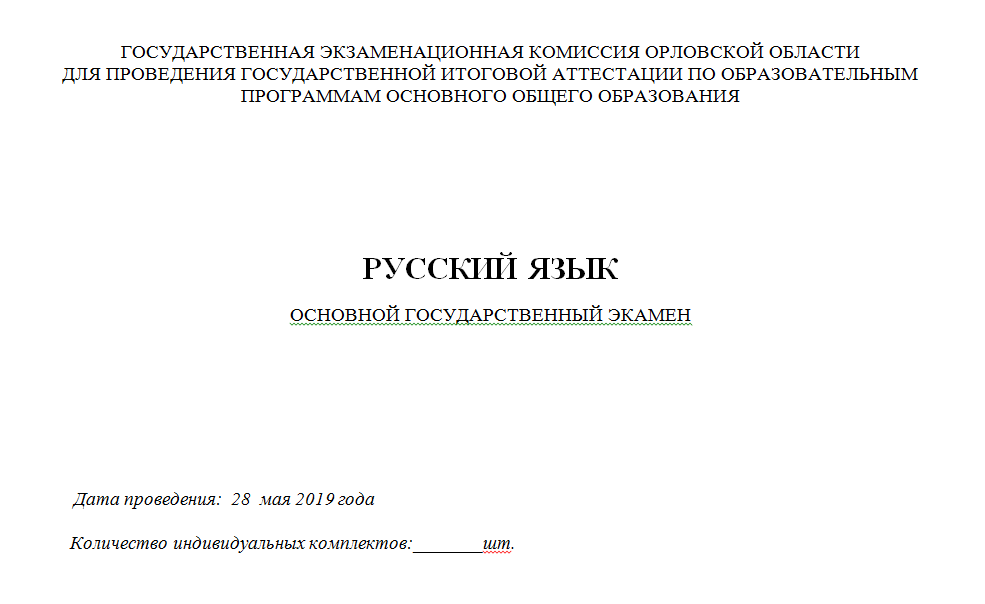 ГОСУДАРСТВЕННАЯ ЭКЗАМЕНАЦИОННАЯ КОМИССИЯ ОРЛОВСКОЙ ОБЛАСТИ
ДЛЯ ПРОВЕДЕНИЯ ГОСУДАРСТВЕННОЙ ИТОГОВОЙ АТТЕСТАЦИИ ПО ОБРАЗОВАТЕЛЬНЫМ
ПРОГРАММАМ ОСНОВНОГО ОБЩЕГО ОБРАЗОВАНИЯ
РУССКИЙ ЯЗЫК
ОСНОВНОЙ ГОСУДАРСТВЕННЫЙ ЭКАМЕН
Дата проведения: 28 мая 2019 года
Количество индивидуальных комплектов:________шт.